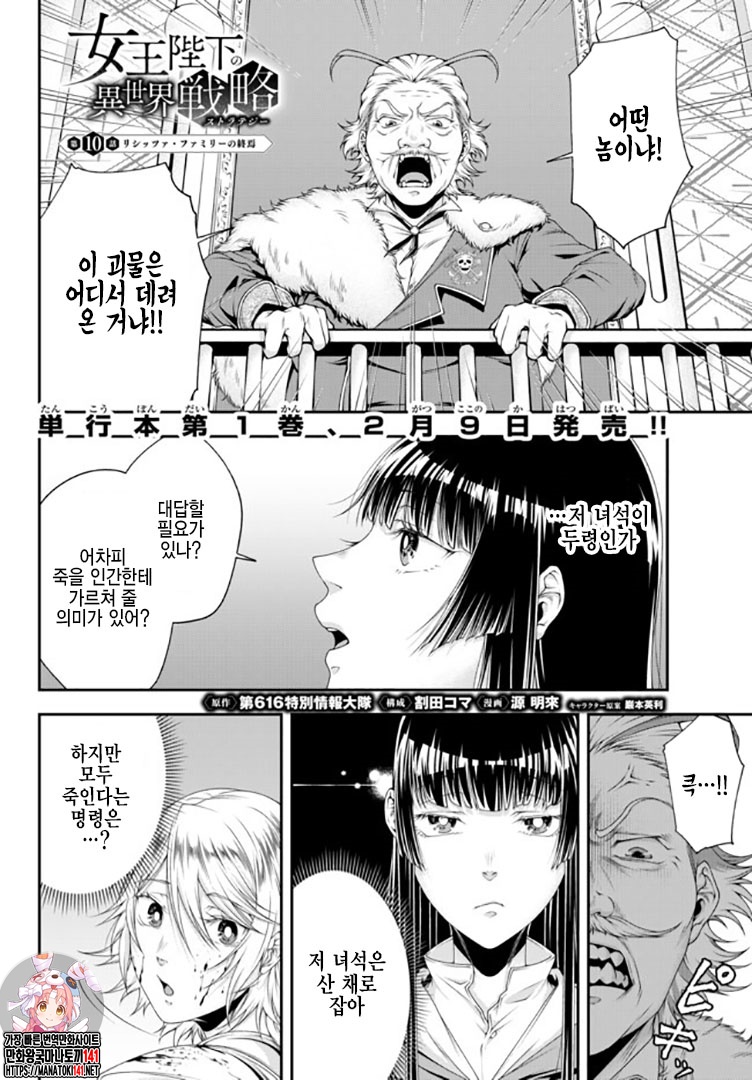 女王陛下の
異世界戦略
ストラテジー
第10話 リシッツァ・ファミリーの終焉
어떤
놈이냐!
이 괴물은
어디서 데려
온 거냐!!
たん こう ぼん だい かん がつ ここの か はつ ばい
単行本第1巻、2月9日発売!!
…저 녀석이
두령인가
대답할
필요가
있나?
어차피
죽을 인간한테
가르쳐 줄
의미가 있어?
原作 第616特別情報大隊 構成 割田コマ 漫画 源 明來 キャラクター原案 巖本英利
큭…!!
ピキ
저 녀석은
산 채로
잡아
하지만
모두
죽인다는
명령은
…?
가장 빠른 번역만화사이트
만화왕국마나토끼141
HTTPS://MANATOKI141.NET